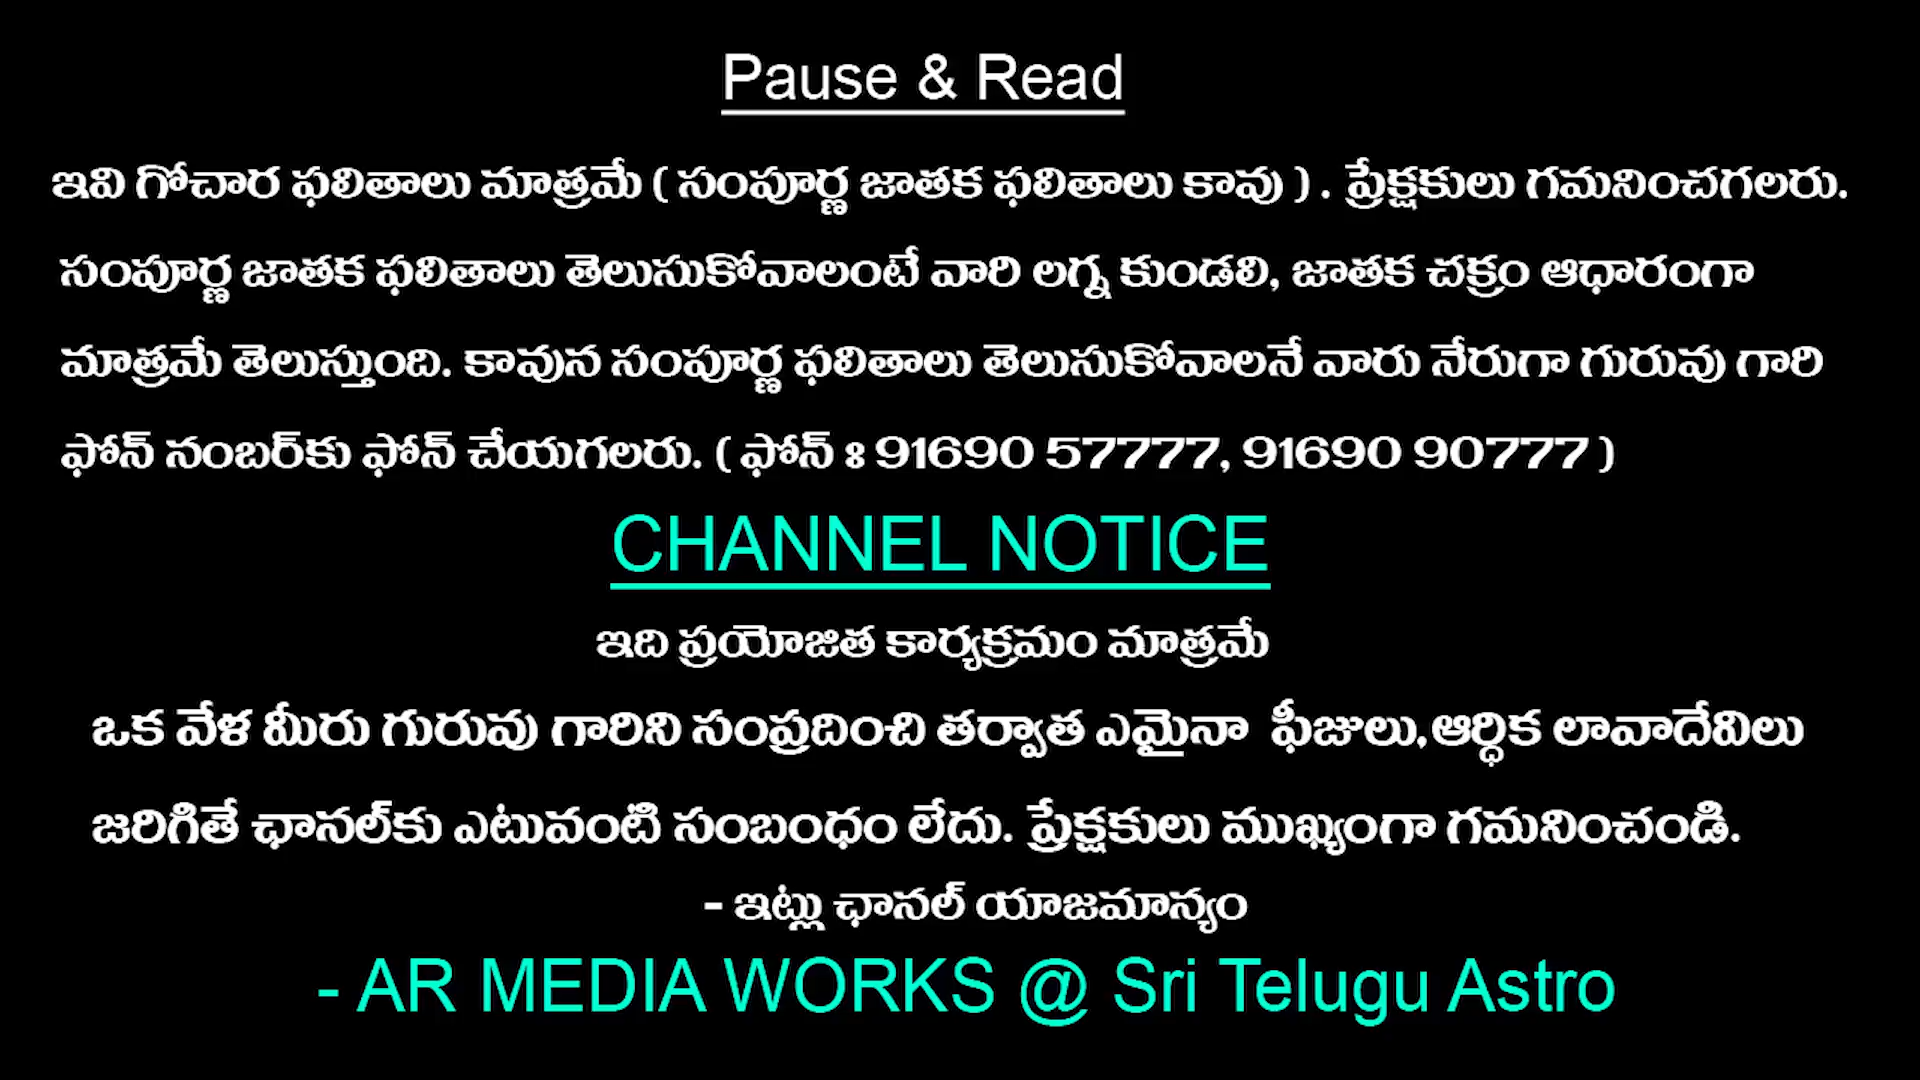 Pause & Read
ఇవి గోచార ఫలితాలు మాత్రమే ( సంపూర్ణ జాతక ఫలితాలు కావు ) . ప్రేక్షకులు గమనించగలరు.
సంపూర్ణ జాతక ఫలితాలు తెలుసుకోవాలంటే వారి లగ్న కుండలి, జాతక చక్రం ఆధారంగా
మాత్రమే తెలుస్తుంది. కావున సంపూర్ణ ఫలితాలు తెలుసుకోవాలనే వారు నేరుగా గురువు గారి
ఫోన్ నంబర్‌కు ఫోన్ చేయగలరు. ( ఫోన్ : 91690 57777, 91690 90777 )
CHANNEL NOTICE
ఇది ప్రయోజిత కార్యక్రమం మాత్రమే
ఒక వేళ మీరు గురువు గారిని సంప్రదించి తర్వాత ఎమైనా ఫీజులు,ఆర్ధిక లావాదేవిలు
జరిగితే ఛానల్‌కు ఎటువంటి సంబంధం లేదు. ప్రేక్షకులు ముఖ్యంగా గమనించండి.
- ఇట్లు ఛానల్ యాజమాన్యం
- AR MEDIA WORKS @ Sri Telugu Astro